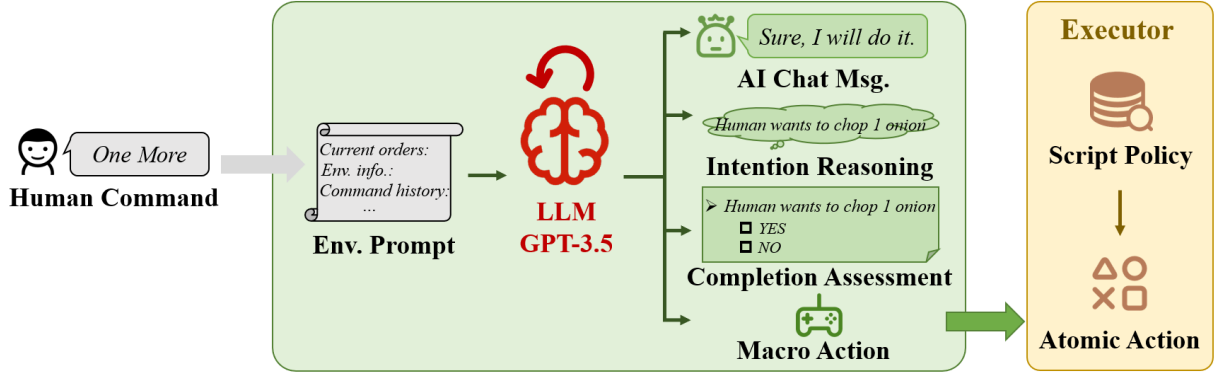 One More
Human Command
Current orders:
Env. info.:
Command history:
...
Env. Prompt
LLM
GPT-3.5
Sure, I will do it.
AI Chat Msg.
Human wants to chop 1 onion
Intention Reasoning
Human wants to chop 1 onion
YES
NO
Completion Assessment
Macro Action
Executor
Script Policy
Atomic Action